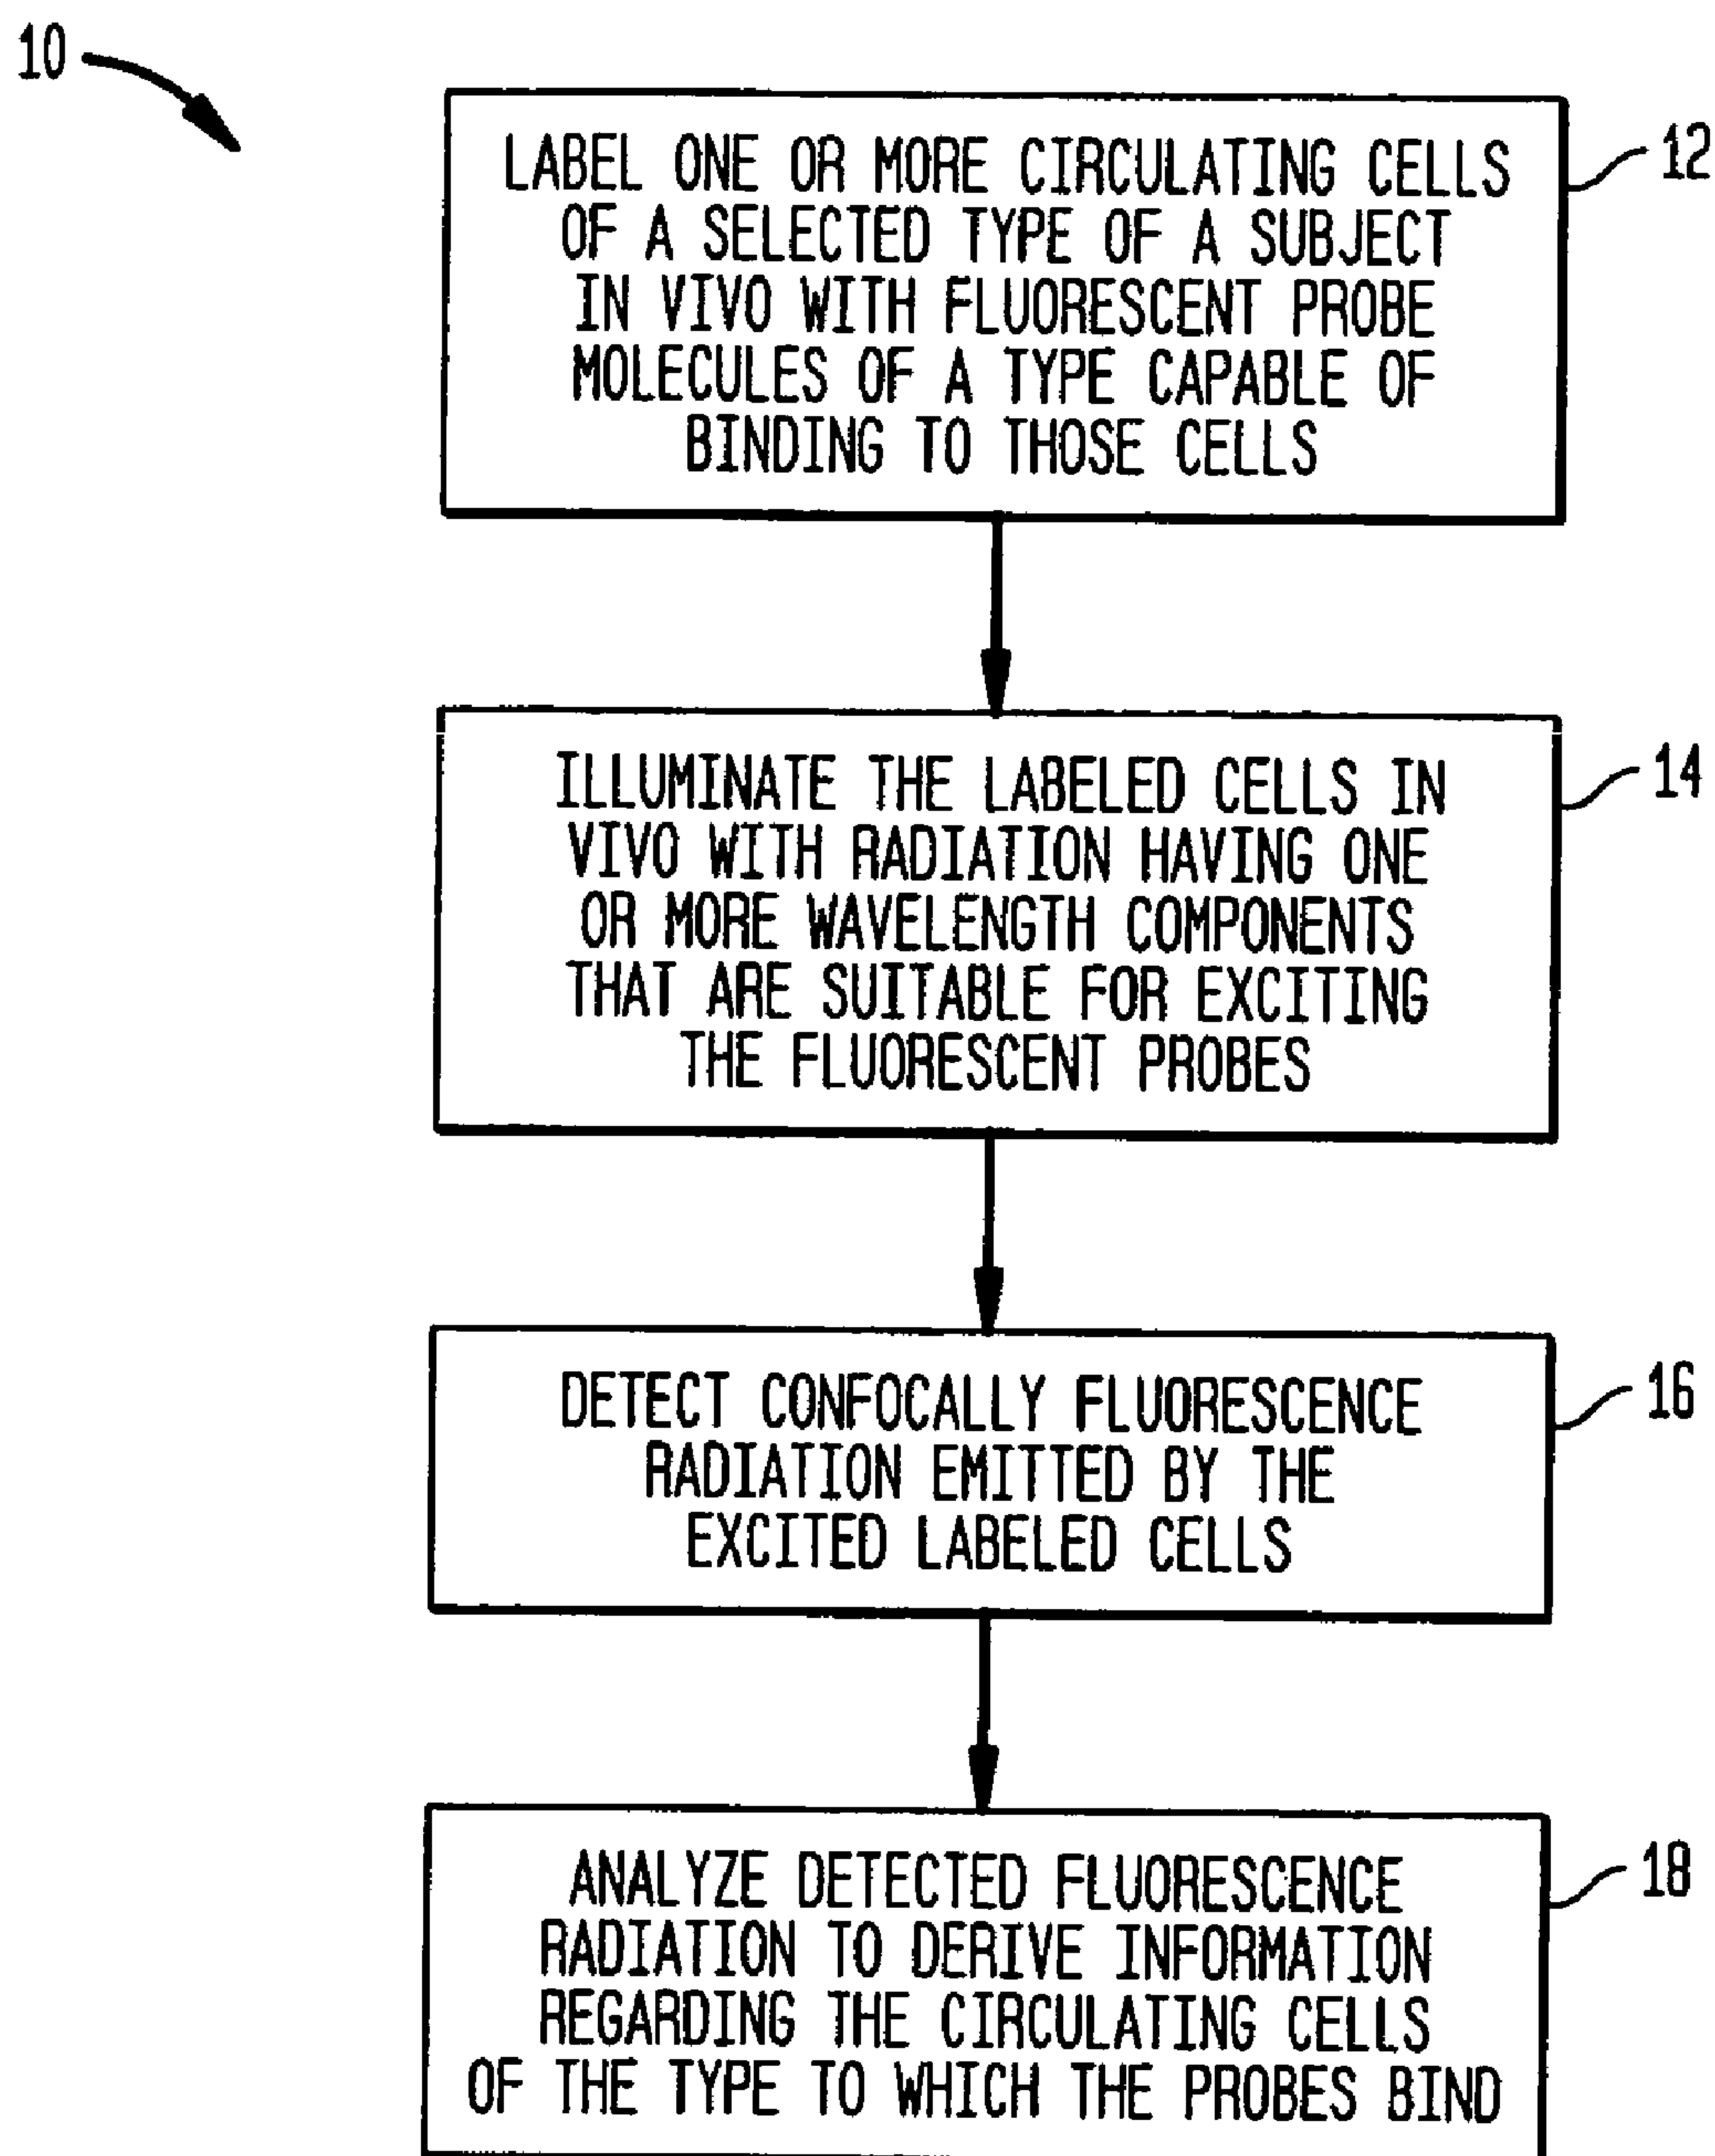 10
LABEL ONE OR MORE CIRCULATING CELLS
OF A SELECTED TYPE OF A SUBJECT
IN VIVO WITH FLUORESCENT PROBE
MOLECULES OF A TYPE CAPABLE OF
BINDING TO THOSE CELLS
12
ILLUMINATE THE LABELED CELLS IN
VIVO WITH RADIATION HAVING ONE
OR MORE WAVELENGTH COMPONENTS
THAT ARE SUITABLE FOR EXCITING
THE FLUORESCENT PROBES
14
DETECT CONFOCALLY FLUORESCENCE
RADIATION EMITTED BY THE
EXCITED LABELED CELLS
16
ANALYZE DETECTED FLUORESCENCE
RADIATION TO DERIVE INFORMATION
REGARDING THE CIRCULATING CELLS
OF THE TYPE TO WHICH THE PROBES BIND
18